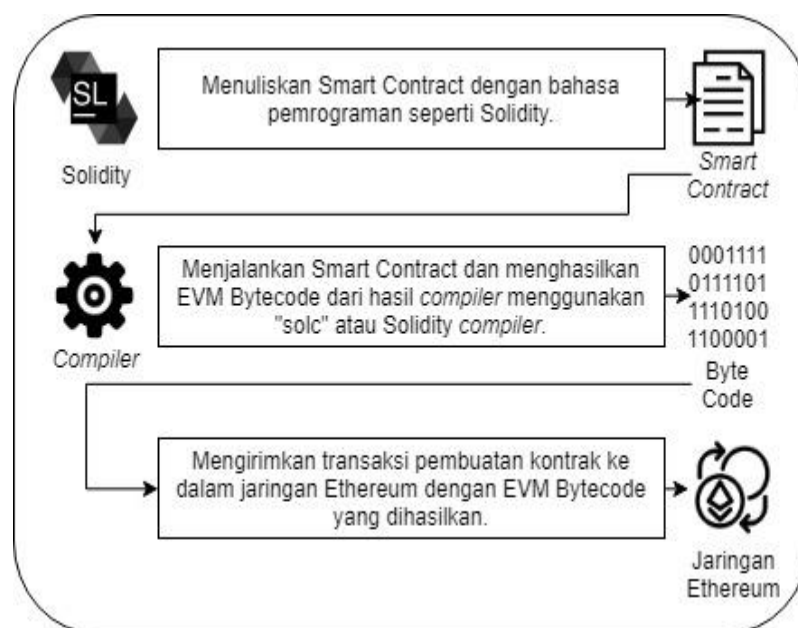 SL
Solidity
Menuliskan Smart Contract dengan bahasa
pemrograman seperti Solidity.
Smart
Contract
Compiler
Menjalankan Smart Contract dan menghasilkan
EVM Bytecode dari hasil compiler menggunakan
"solc" atau Solidity compiler.
0001111
0111101
1110100
1100001
Byte
Code
Mengirimkan transaksi pembuatan kontrak ke
dalam jaringan Ethereum dengan EVM Bytecode
yang dihasilkan.
Jaringan
Ethereum